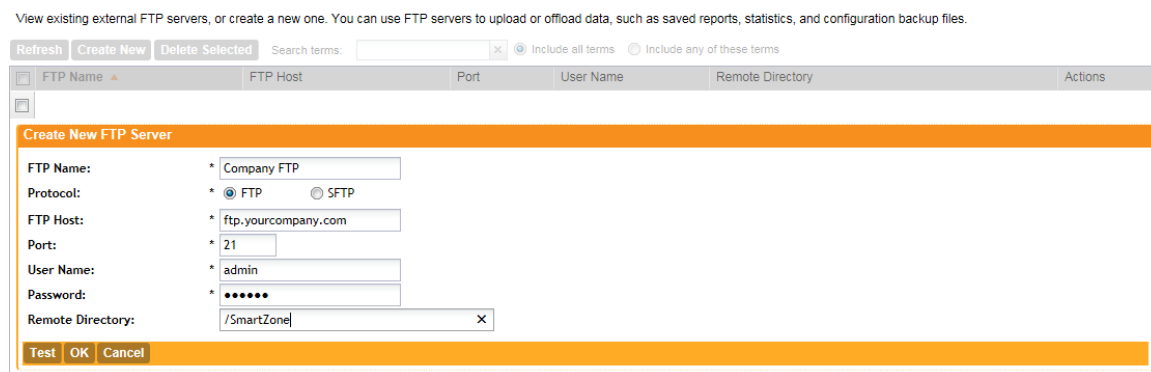 View existing external FTP servers, or create a new one. You can use FTP servers to upload or offload data, such as saved reports, statistics, and configuration backup files.
Refresh Create New Delete Selected Search terms: × Include all terms Include any of these terms
FTP Name ▲ FTP Host Port User Name Remote Directory Actions
Create New FTP Server
FTP Name: * Company FTP
Protocol: * FTP SFTP
FTP Host: * ftp.yourcompany.com
Port: * 21
User Name: * admin
Password: * ●●●●●●
Remote Directory: /SmartZone ×
Test OK Cancel